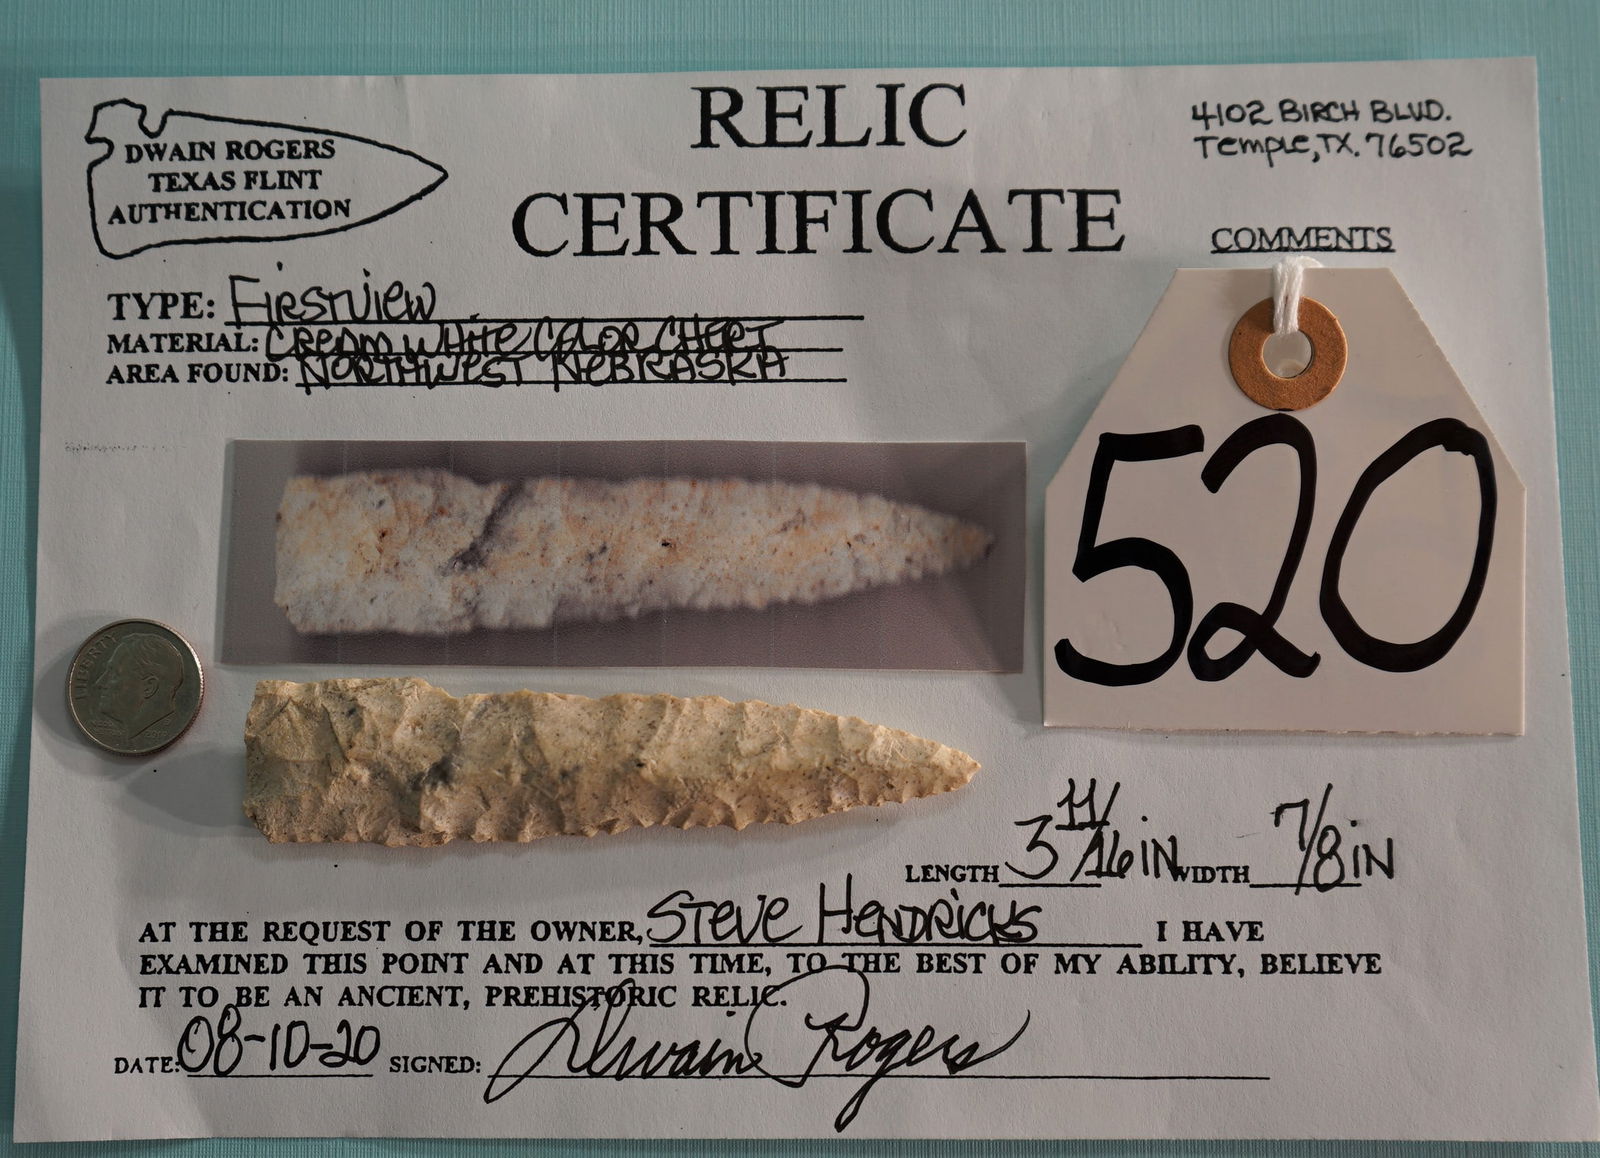 RELIC
CERTIFICATE
DWAIN ROGERS
TEXAS FLINT
AUTHENTICATION
4102 BIRCH BLVD.
Temple, TX. 76502
COMMENTS
TYPE: FIRSTVIEW
MATERIAL: CREAM WHITE COLOR CHERT
AREA FOUND: NORTHWEST NEBRASKA
520
LIBERTY
LENGTH 3 11/16 IN WIDTH 7/8 IN
AT THE REQUEST OF THE OWNER, STEVE HENDRICKS I HAVE
EXAMINED THIS POINT AND AT THIS TIME, TO THE BEST OF MY ABILITY, BELIEVE
IT TO BE AN ANCIENT, PREHISTORIC RELIC.
DATE: 08-10-20 SIGNED: Dwain Rogers